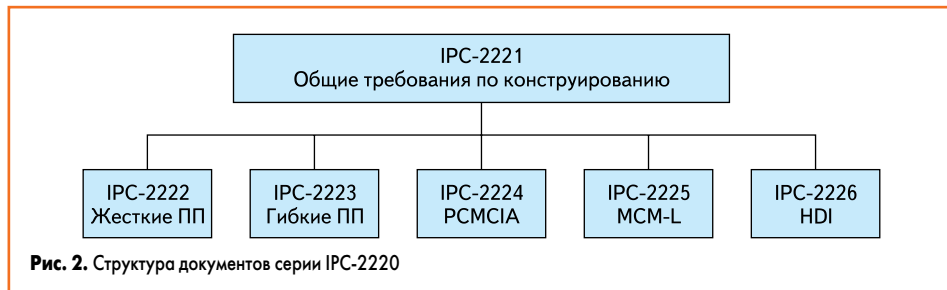 IPC-2221
Общие требования по конструированию
IPC-2222
Жесткие ПП
IPC-2223
Гибкие ПП
IPC-2224
PCMCIA
IPC-2225
MCM-L
IPC-2226
HDI
Рис. 2. Структура документов серии IPC-2220